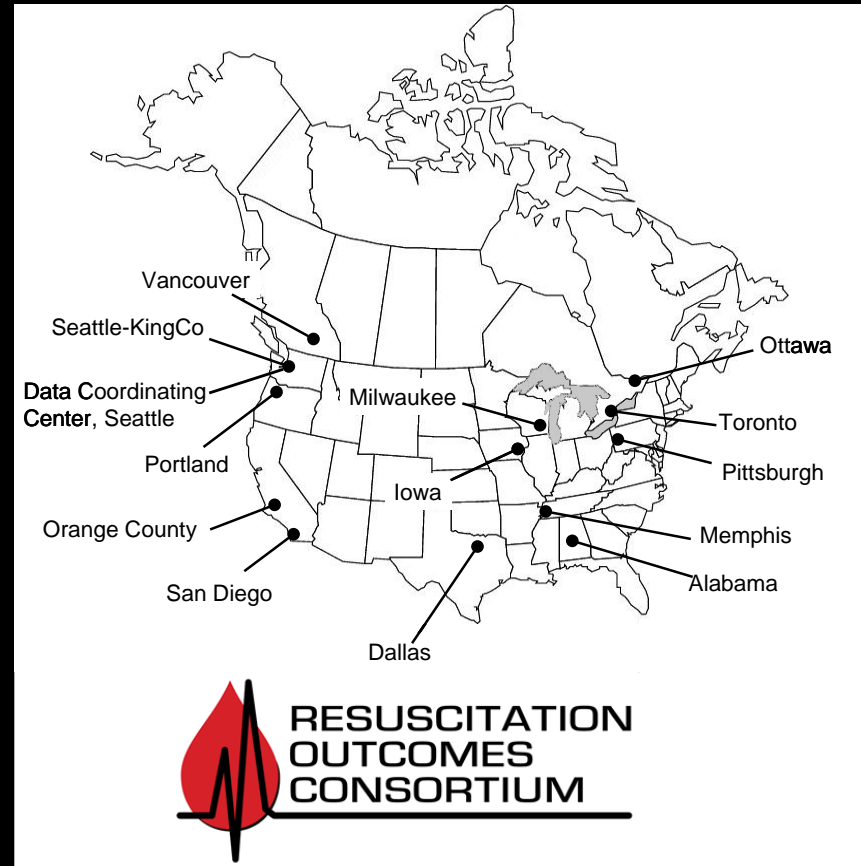 Vancouver
Seattle-KingCo
Data Coordinating
Center, Seattle
Portland
Orange County
San Diego
Milwaukee
Iowa
Dallas
Ottawa
Toronto
Pittsburgh
Memphis
Alabama
RESUSCITATION
OUTCOMES
CONSORTIUM